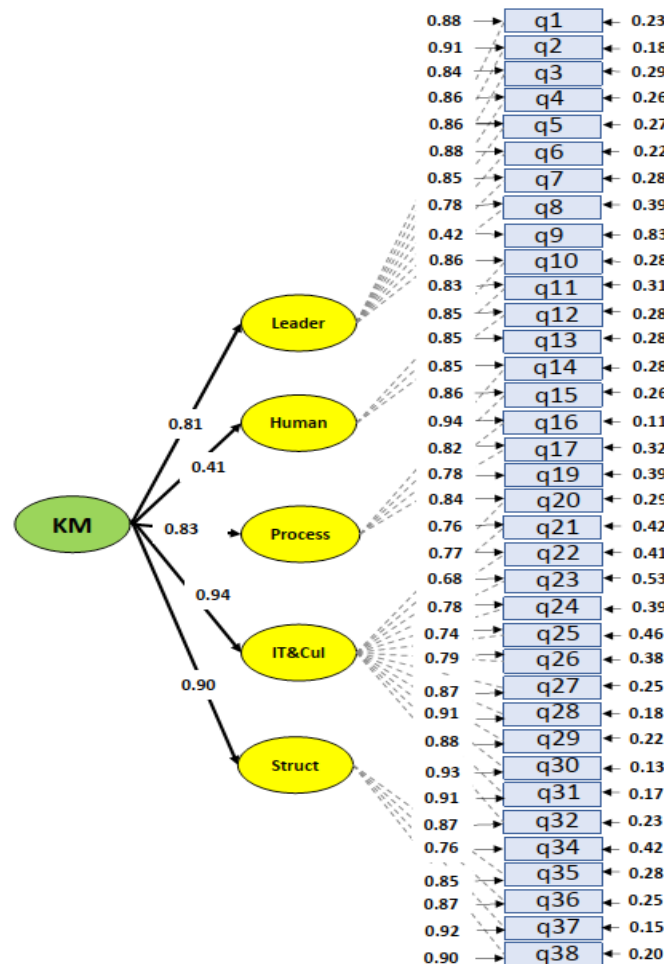 KM
0.81
0.41
0.83
0.94
0.90
Leader
Human
Process
IT&Cul
Struct
0.88 q1 0.23
0.91 q2 0.18
0.84 q3 0.29
0.86 q4 0.26
0.86 q5 0.27
0.88 q6 0.22
0.85 q7 0.28
0.78 q8 0.39
0.42 q9 0.83
0.86 q10 0.28
0.83 q11 0.31
0.85 q12 0.28
0.85 q13 0.28
0.85 q14 0.28
0.86 q15 0.26
0.94 q16 0.11
0.82 q17 0.32
0.78 q19 0.39
0.84 q20 0.29
0.76 q21 0.42
0.77 q22 0.41
0.68 q23 0.53
0.78 q24 0.39
0.74 q25 0.46
0.79 q26 0.38
0.87 q27 0.25
0.91 q28 0.18
0.88 q29 0.22
0.93 q30 0.13
0.91 q31 0.17
0.87 q32 0.23
0.76 q34 0.42
0.85 q35 0.28
0.87 q36 0.25
0.92 q37 0.15
0.90 q38 0.20